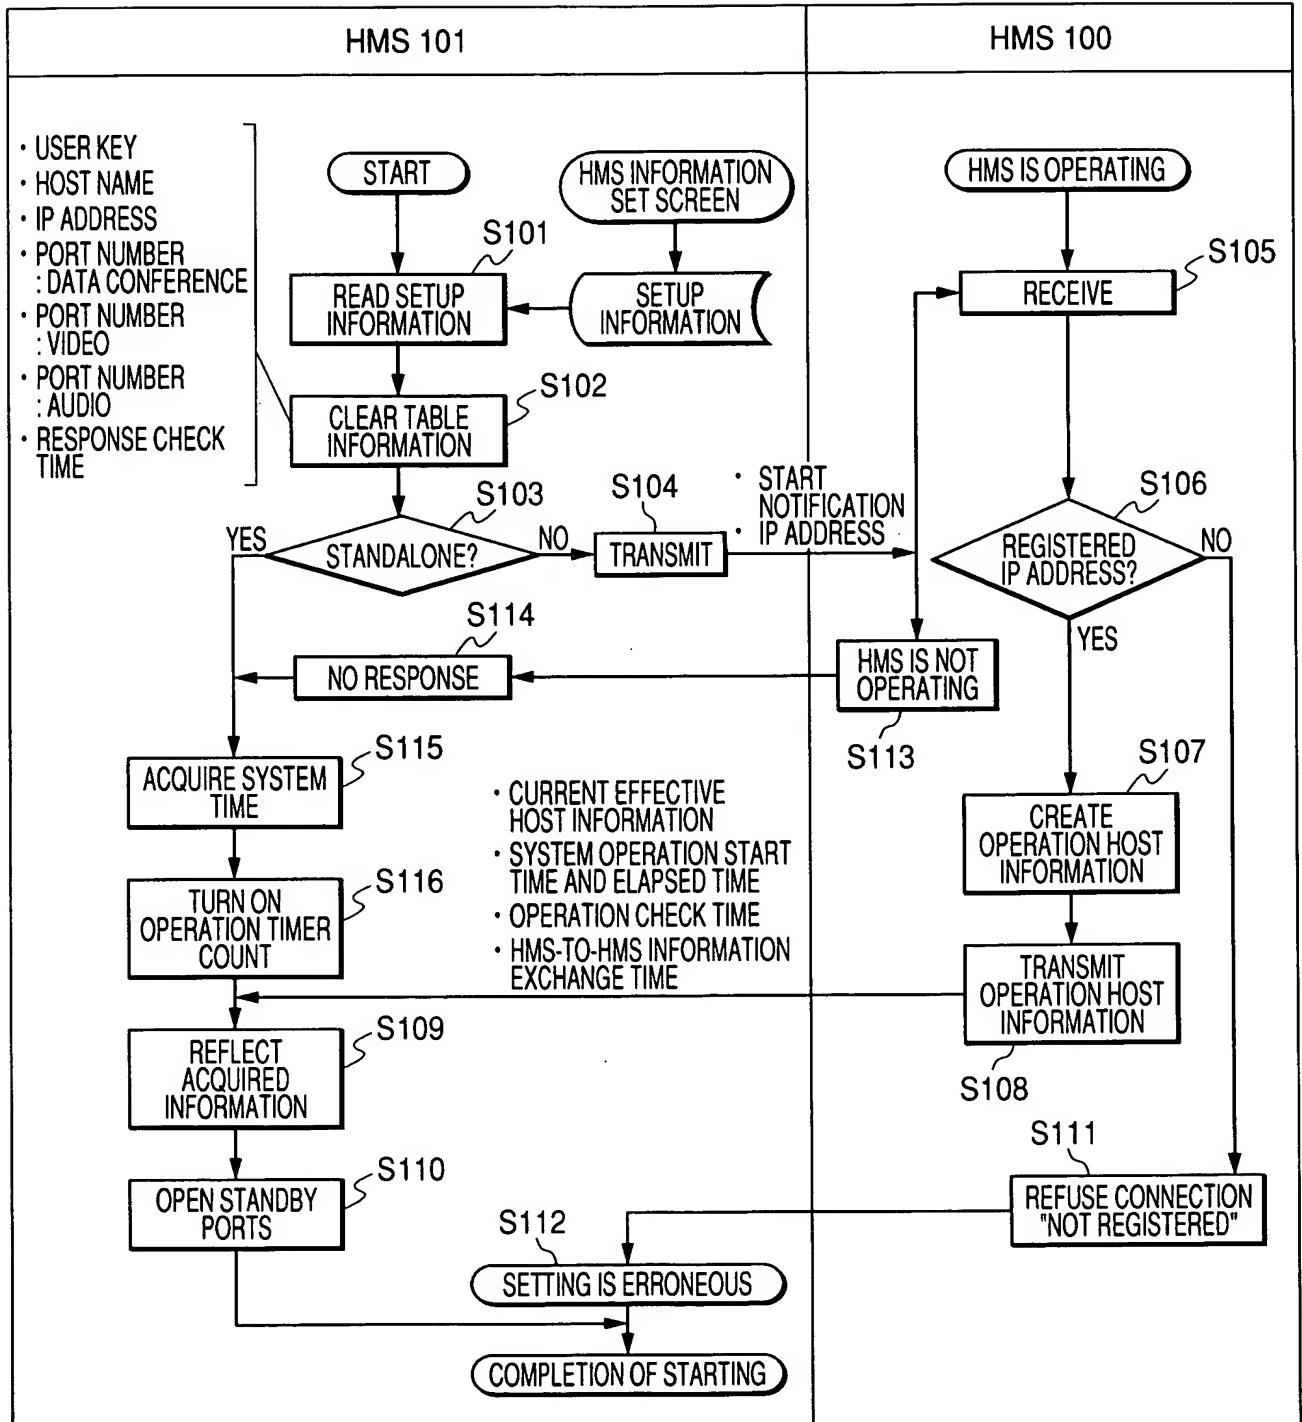 HMS 101
HMS 100
· USER KEY
· HOST NAME
· IP ADDRESS
· PORT NUMBER
: DATA CONFERENCE
· PORT NUMBER
: VIDEO
· PORT NUMBER
: AUDIO
· RESPONSE CHECK
TIME
START
HMS INFORMATION
SET SCREEN
HMS IS OPERATING
S101
READ SETUP
INFORMATION
SETUP
INFORMATION
S105
RECEIVE
S102
CLEAR TABLE
INFORMATION
S103
STANDALONE?
YES
NO
S104
TRANSMIT
· START
NOTIFICATION
· IP ADDRESS
S106
REGISTERED
IP ADDRESS?
NO
YES
S114
NO RESPONSE
HMS IS NOT
OPERATING
S113
S115
ACQUIRE SYSTEM
TIME
S107
CREATE
OPERATION HOST
INFORMATION
· CURRENT EFFECTIVE
HOST INFORMATION
· SYSTEM OPERATION START
TIME AND ELAPSED TIME
· OPERATION CHECK TIME
· HMS-TO-HMS INFORMATION
EXCHANGE TIME
S116
TURN ON
OPERATION TIMER
COUNT
TRANSMIT
OPERATION HOST
INFORMATION
S108
S109
REFLECT
ACQUIRED
INFORMATION
S110
OPEN STANDBY
PORTS
S111
REFUSE CONNECTION
"NOT REGISTERED"
S112
SETTING IS ERRONEOUS
COMPLETION OF STARTING